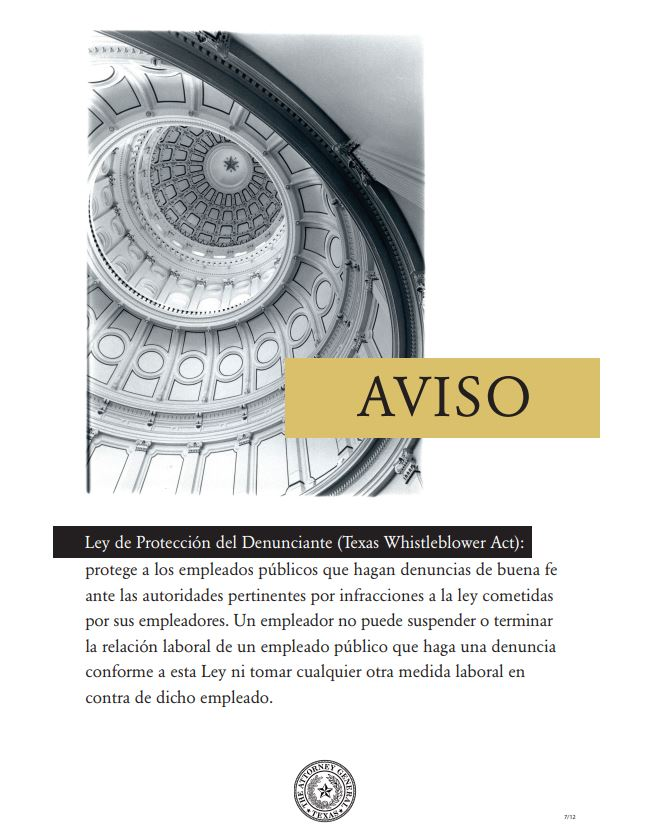 AVISO
Ley de Protección del Denunciante (Texas Whistleblower Act):
protege a los empleados públicos que hagan denuncias de buena fe
ante las autoridades pertinentes por infracciones a la ley cometidas
por sus empleadores. Un empleador no puede suspender o terminar
la relación laboral de un empleado público que haga una denuncia
conforme a esta Ley ni tomar cualquier otra medida laboral en
contra de dicho empleado.
THE ATTORNEY GENERAL
TEXAS
7/12